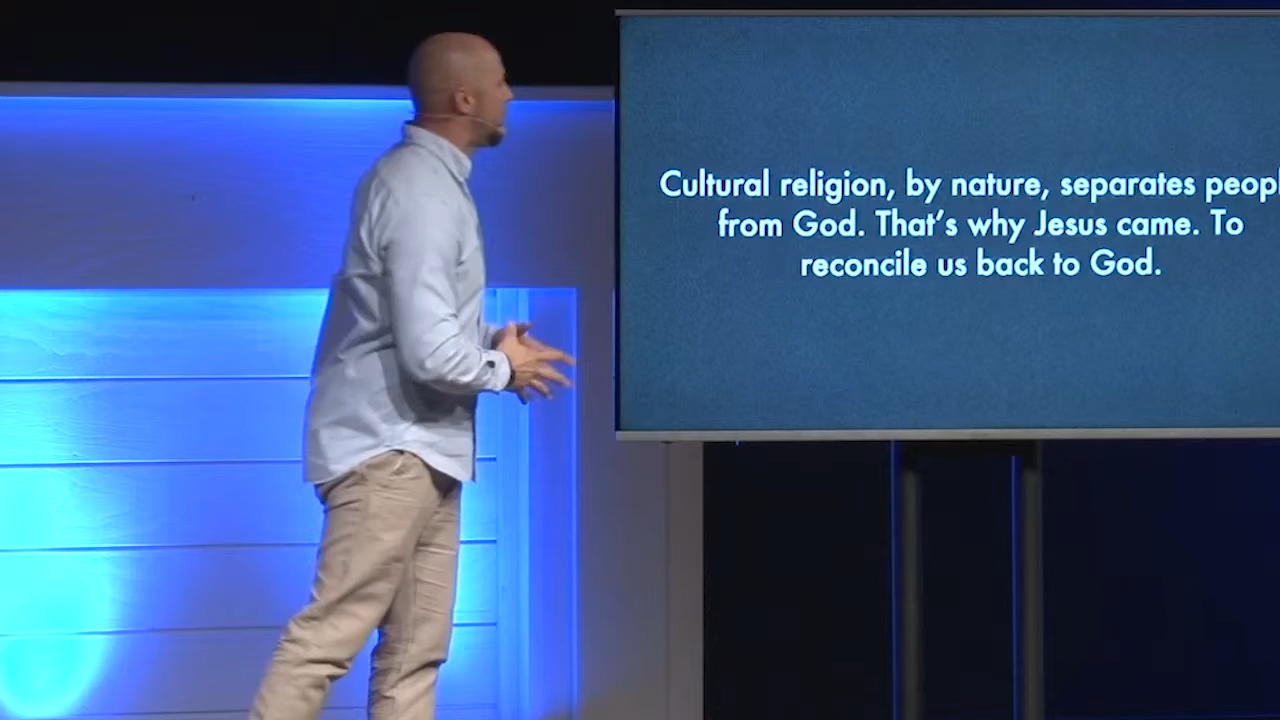 Cultural religion, by nature, separates peopl
from God. That's why Jesus came. To
reconcile us back to God.